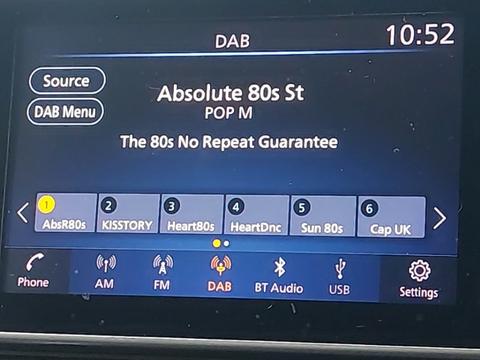 DAB
10:52
Source
Absolute 80s St
POP M
DAB Menu
The 80s No Repeat Guarantee
1
AbsR80s
2
KISSTORY
3
Heart80s
4
HeartDnc
5
Sun 80s
6
Cap UK
Phone
AM
FM
DAB
BT Audio
USB
Settings